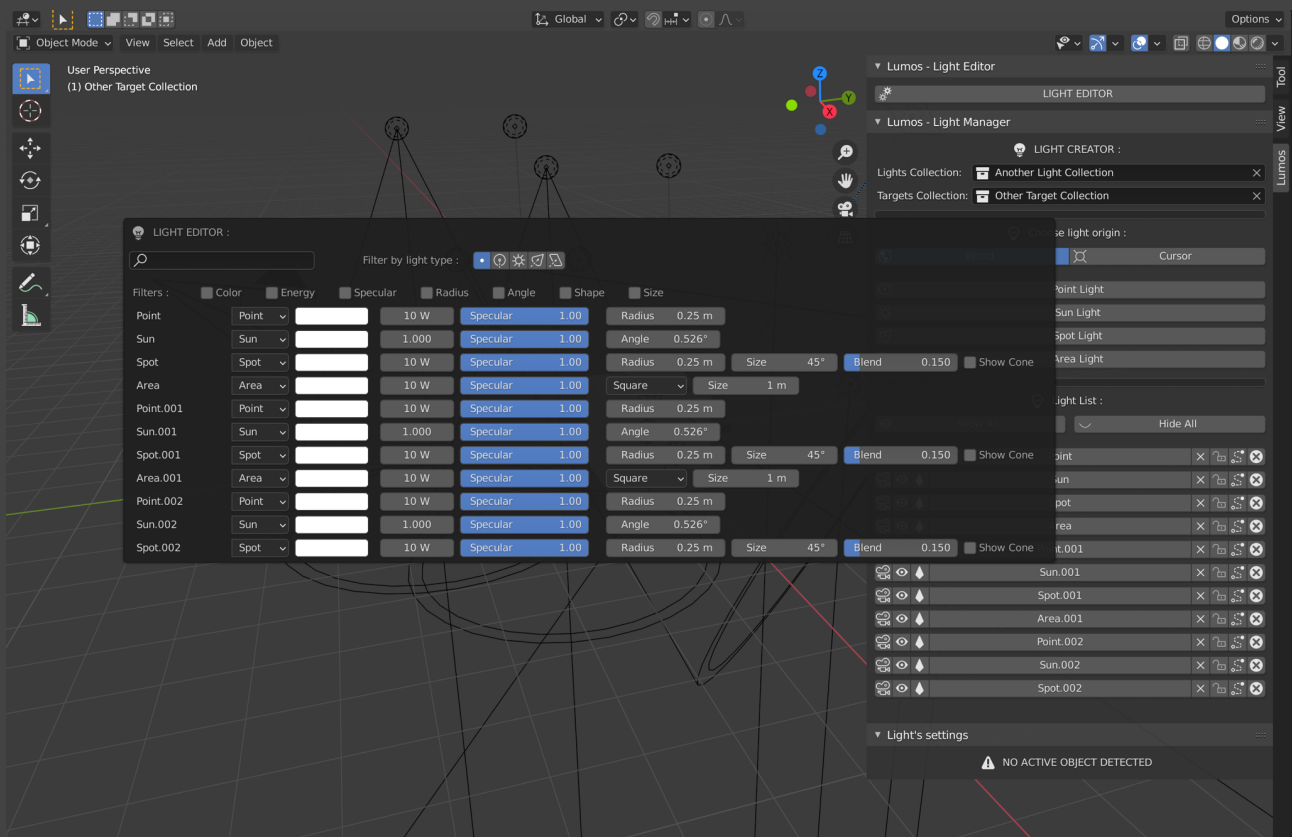 Global
Options
Object Mode
View
Select
Add
Object
User Perspective
(1) Other Target Collection
Z
Y
X
Tool
View
Lumos
Lumos - Light Editor
LIGHT EDITOR
Lumos - Light Manager
LIGHT CREATOR :
Lights Collection: Another Light Collection
Targets Collection: Other Target Collection
light origin :
Cursor
Point Light
Sun Light
Spot Light
Area Light
Light List :
Hide All
LIGHT EDITOR :
Filter by light type :
Filters : Color Energy Specular Radius Angle Shape Size
Point Point 10 W Specular 1.00 Radius 0.25 m
Sun Sun 1.000 Specular 1.00 Angle 0.526°
Spot Spot 10 W Specular 1.00 Radius 0.25 m Size 45° Blend 0.150 Show Cone
Area Area 10 W Specular 1.00 Square Size 1 m
Point.001 Point 10 W Specular 1.00 Radius 0.25 m
Sun.001 Sun 1.000 Specular 1.00 Angle 0.526°
Spot.001 Spot 10 W Specular 1.00 Radius 0.25 m Size 45° Blend 0.150 Show Cone
Area.001 Area 10 W Specular 1.00 Square Size 1 m
Point.002 Point 10 W Specular 1.00 Radius 0.25 m
Sun.002 Sun 1.000 Specular 1.00 Angle 0.526°
Spot.002 Spot 10 W Specular 1.00 Radius 0.25 m Size 45° Blend 0.150 Show Cone
Sun.001
Spot.001
Area.001
Point.002
Sun.002
Spot.002
Light's settings
NO ACTIVE OBJECT DETECTED